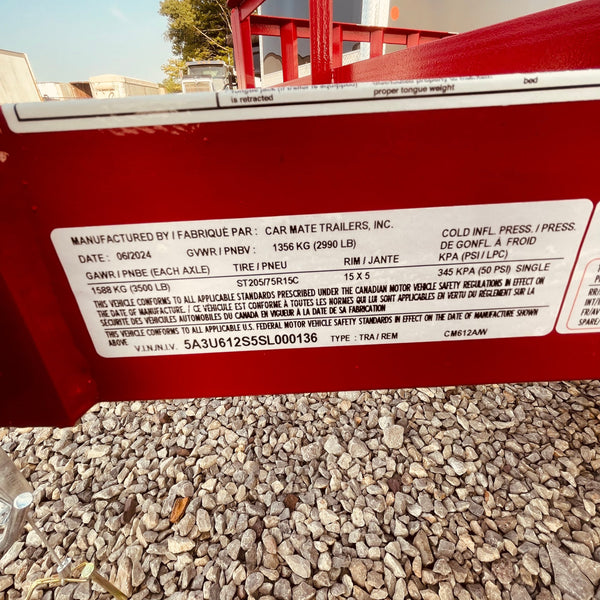 is retracted
proper tongue weight
bed
MANUFACTURED BY / FABRIQUÉ PAR : CAR MATE TRAILERS, INC.
DATE : 06/2024 GVWR / PNBV : 1356 KG (2990 LB)
COLD INFL. PRESS. / PRESS.
DE GONFL. À FROID
GAWR / PNBE (EACH AXLE) TIRE / PNEU RIM / JANTE KPA (PSI / LPC)
1588 KG (3500 LB) ST205/75R15C 15 X 5 345 KPA (50 PSI) SINGLE
THIS VEHICLE CONFORMS TO ALL APPLICABLE STANDARDS PRESCRIBED UNDER THE CANADIAN MOTOR VEHICLE SAFETY REGULATIONS IN EFFECT ON
THE DATE OF MANUFACTURE. / CE VÉHICULE EST CONFORME À TOUTES LES NORMES QUI LUI SONT APPLICABLES EN VERTU DU RÈGLEMENT SUR LA
SÉCURITÉ DES VÉHICULES AUTOMOBILES DU CANADA EN VIGUEUR À LA DATE DE SA FABRICATION
THIS VEHICLE CONFORMS TO ALL APPLICABLE U.S. FEDERAL MOTOR VEHICLE SAFETY STANDARDS IN EFFECT ON THE DATE OF MANUFACTURE SHOWN
ABOVE
V.I.N./N.I.V. 5A3U612S5SL000136 TYPE : TRA / REM CM612A/W